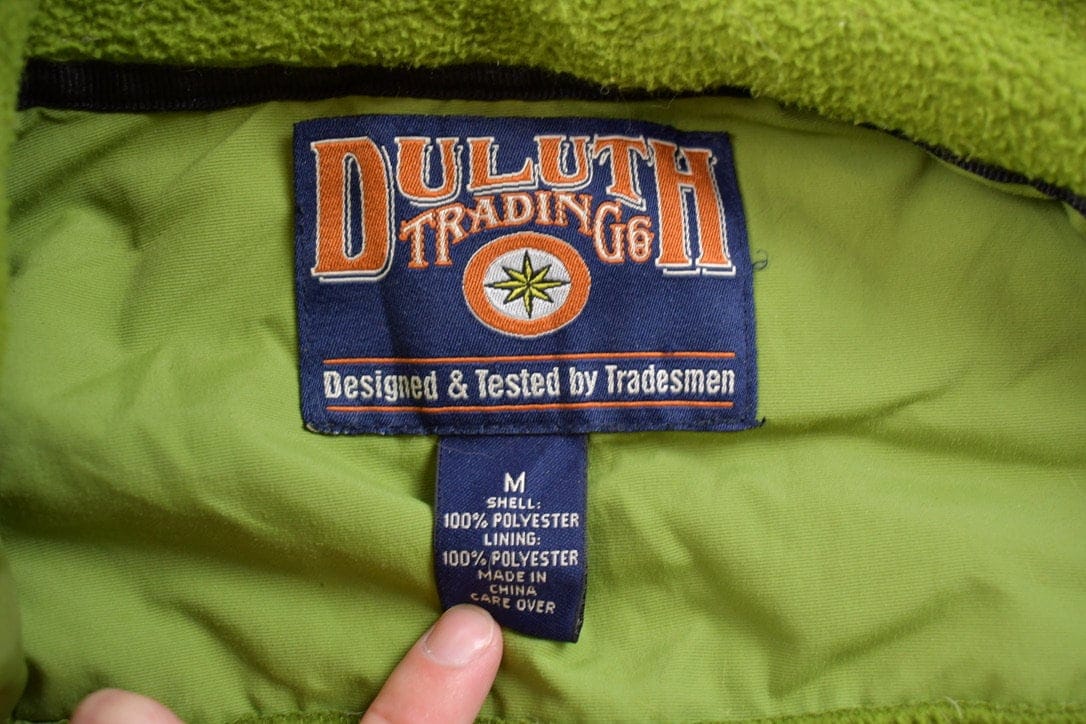 DULUTH
TRADING Co
Designed & Tested by Tradesmen
M
SHELL:
100% POLYESTER
LINING:
100% POLYESTER
MADE IN
CHINA
CARE OVER